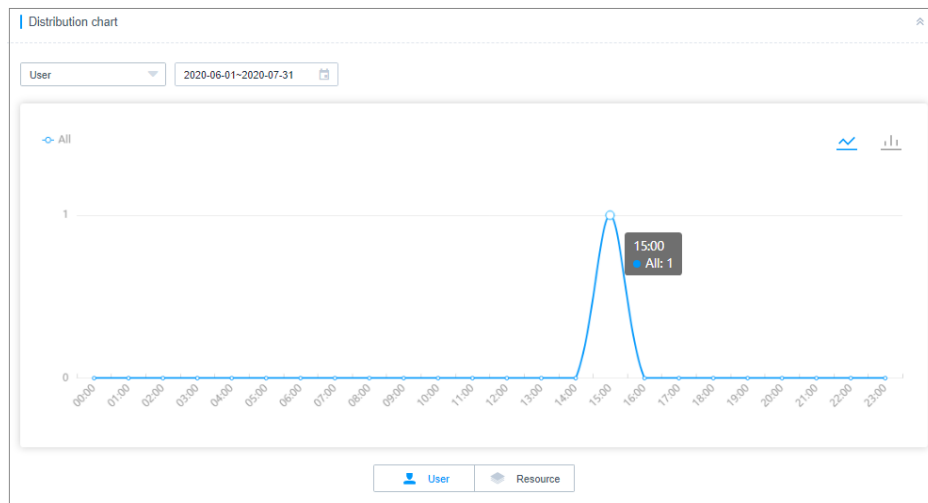 Distribution chart
User
2020-06-01~2020-07-31
All
1
15:00
All: 1
0
00:00 01:00 02:00 03:00 04:00 05:00 06:00 07:00 08:00 09:00 10:00 11:00 12:00 13:00 14:00 15:00 16:00 17:00 18:00 19:00 20:00 21:00 22:00 23:00
User Resource